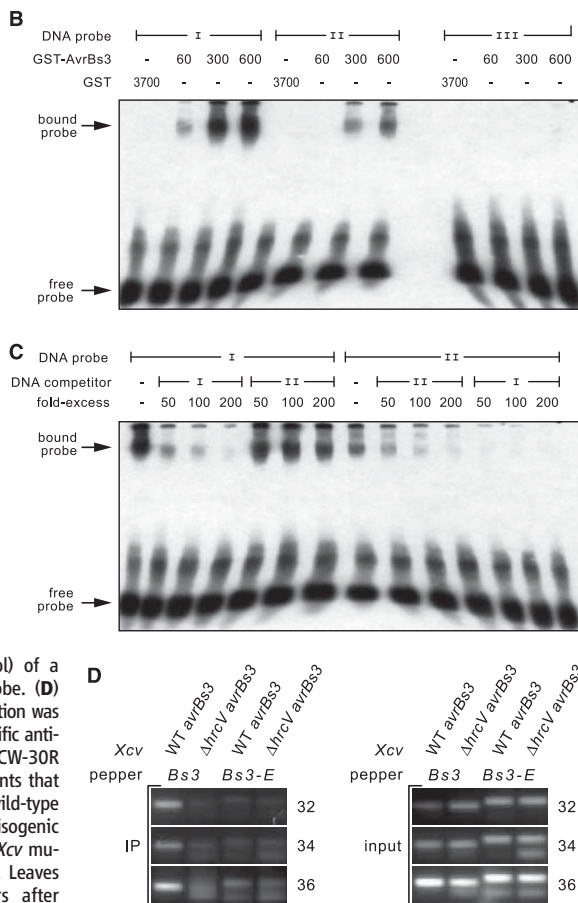 B
DNA probe I II III
GST-AvrBs3 - - 60 300 600 - - 60 300 600 - 60 300 600
GST 3700 3700 3700
bound probe
free probe
C
DNA probe I II
DNA competitor - I II - II I
fold-excess - 50 100 200 50 100 200 - 50 100 200 50 100 200
bound probe
free probe
ol) of a
obe. (D)
tion was
ific anti-
CW-30R
nts that
vild-type
isogenic
Xcv mu-
. Leaves
rs after
D
Xcv WT avrBs3 ΔhrcV avrBs3 WT avrBs3 ΔhrcV avrBs3
pepper Bs3 Bs3-E
IP 32 34 36
Xcv WT avrBs3 ΔhrcV avrBs3 WT avrBs3 ΔhrcV avrBs3
pepper Bs3 Bs3-E
input 32 34 36